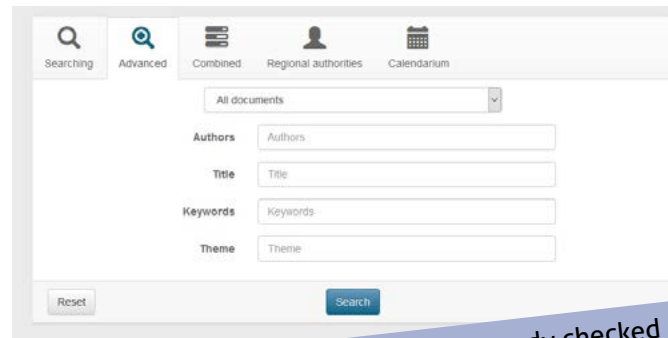 Searching Advanced Combined Regional authorities Calendarium
All documents
Authors Authors
Title Title
Keywords Keywords
Theme Theme
Reset Search
checked